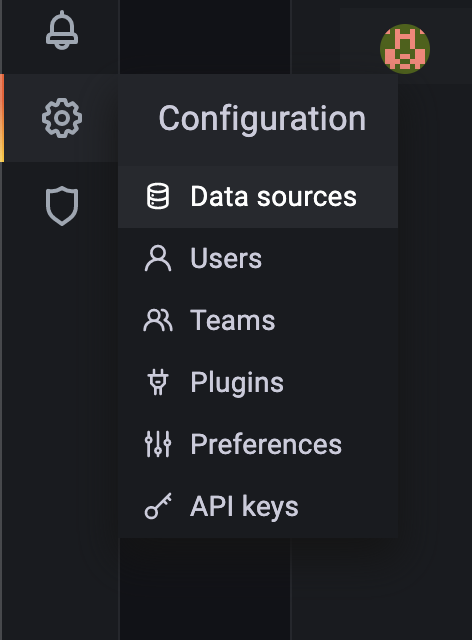 Configuration
Data sources
Users
Teams
Plugins
Preferences
API keys